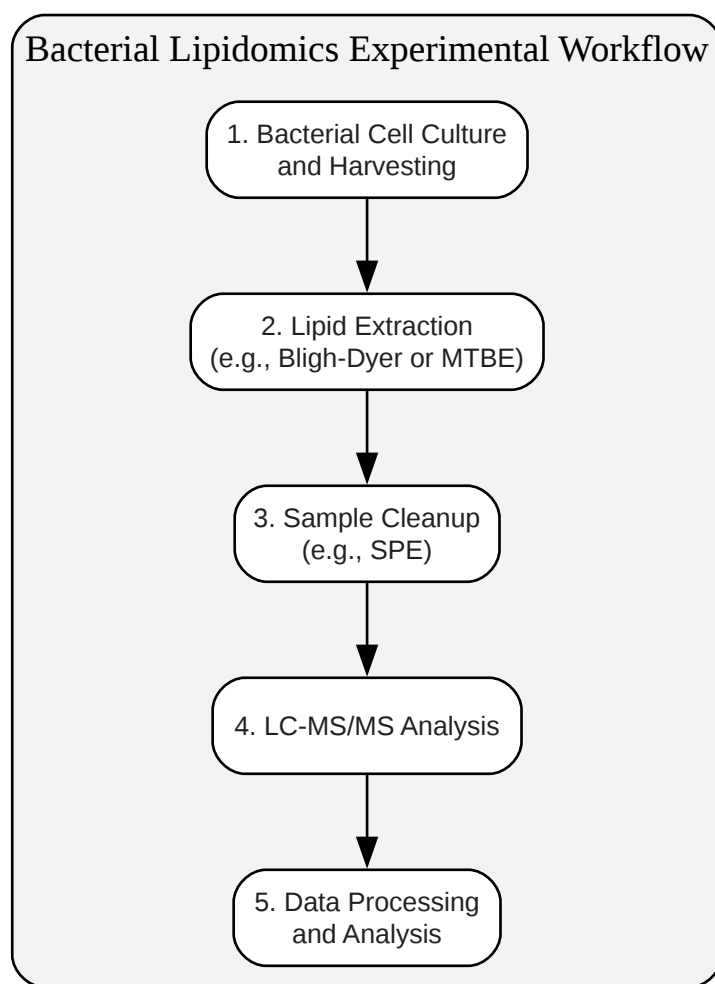 Bacterial Lipidomics Experimental Workflow
1. Bacterial Cell Culture
and Harvesting
2. Lipid Extraction
(e.g., Bligh-Dyer or MTBE)
3. Sample Cleanup
(e.g., SPE)
4. LC-MS/MS Analysis
5. Data Processing
and Analysis